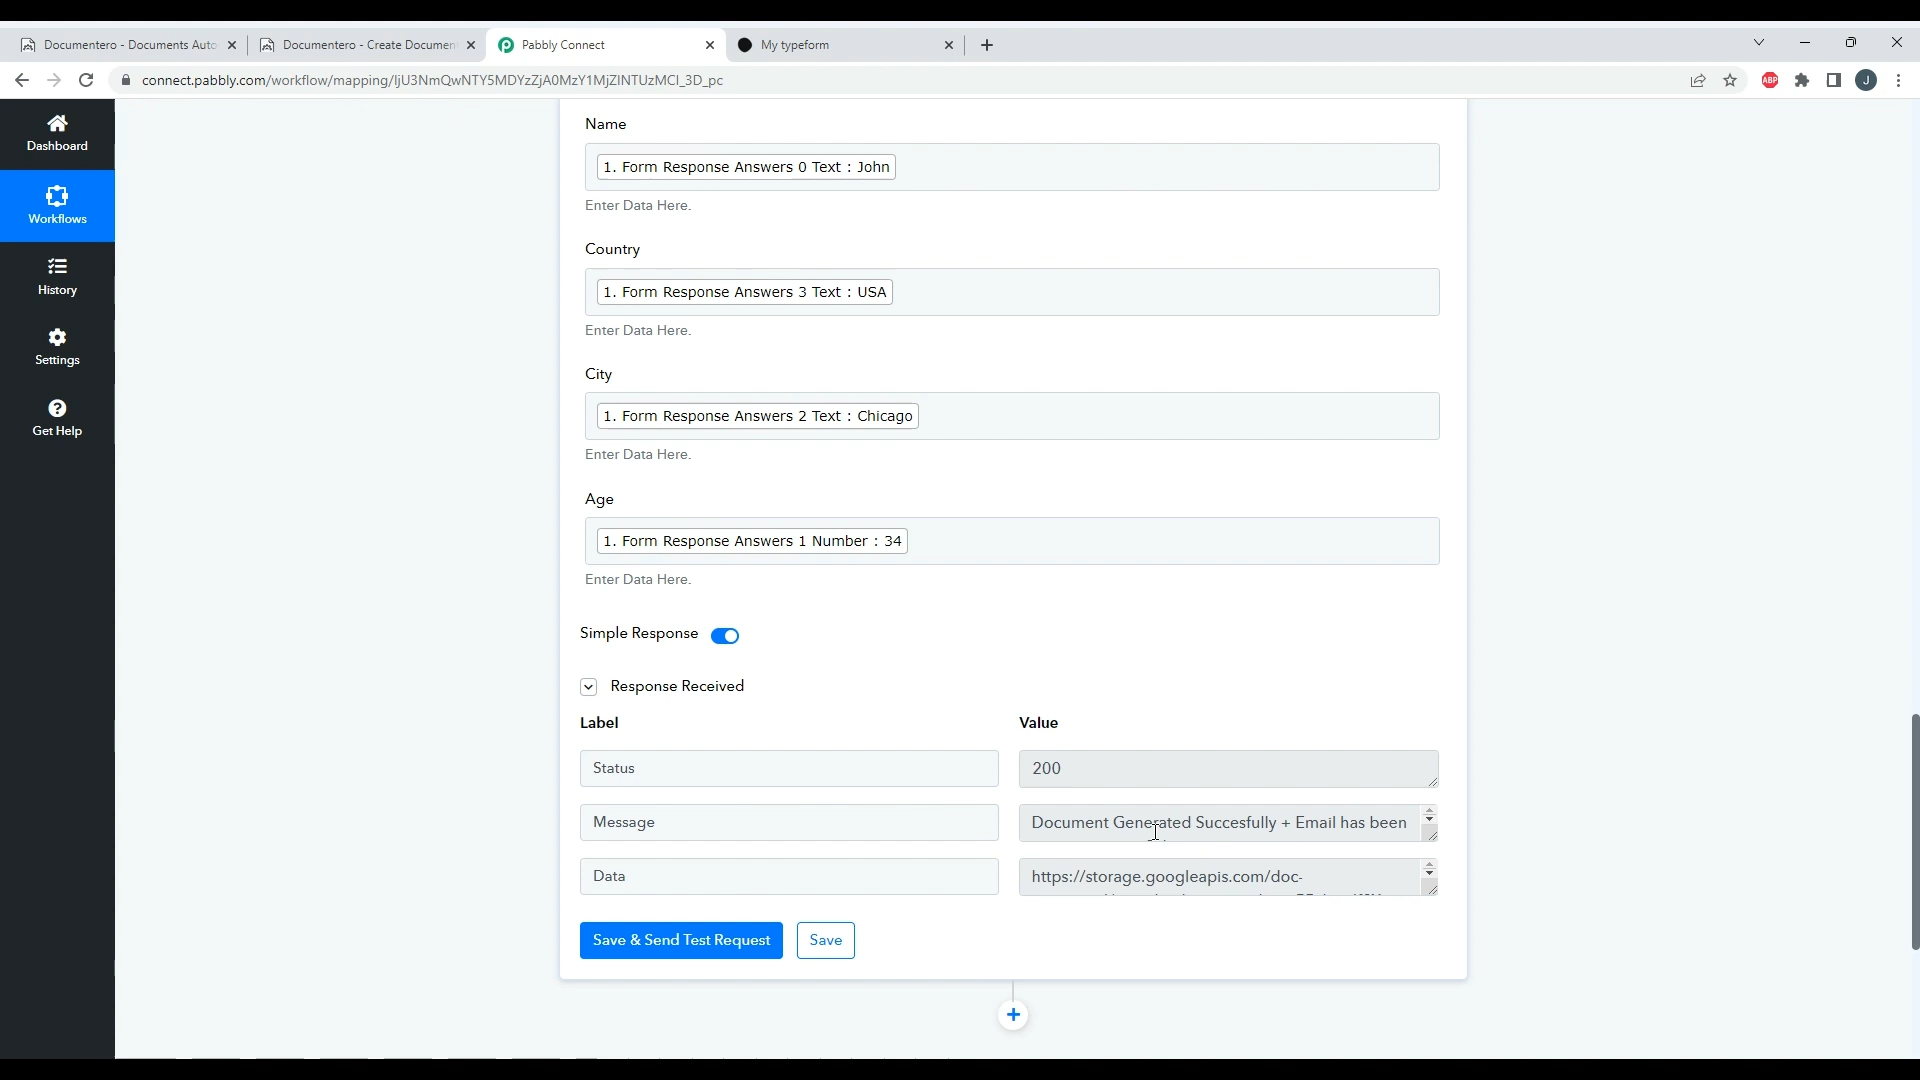 Documentero - Documents Auto
Documentero - Create Documen
Pabbly Connect
My typeform
connect.pabbly.com/workflow/mapping/IjU3NmQwNTY5MDYzZjA0MzY1MjZlNTUzMCI_3D_pc
ABP
J
Dashboard
Workflows
History
Settings
Get Help
Name
1. Form Response Answers 0 Text : John
Enter Data Here.
Country
1. Form Response Answers 3 Text : USA
Enter Data Here.
City
1. Form Response Answers 2 Text : Chicago
Enter Data Here.
Age
1. Form Response Answers 1 Number : 34
Enter Data Here.
Simple Response
Response Received
Label Value
Status 200
Message Document Generated Succesfully + Email has been
Data https://storage.googleapis.com/doc-
Save & Send Test Request Save